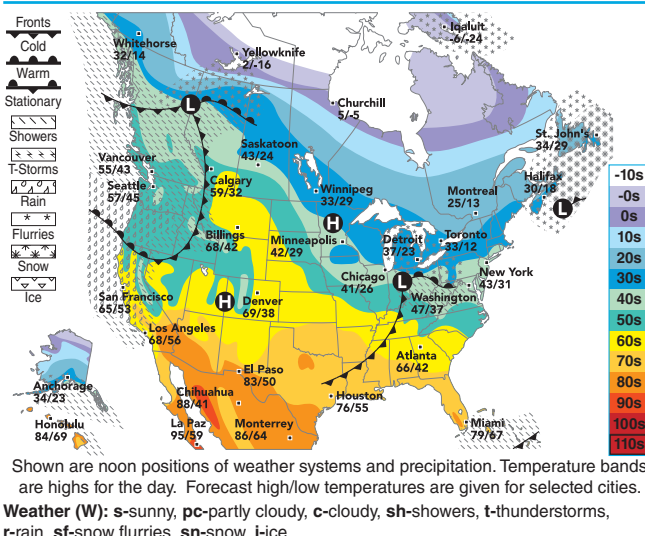 Fronts
Cold
Warm
Stationary
Showers
T-Storms
Rain
Flurries
Snow
Ice
Whitehorse
32/14
Yellowknife
2/-16
Iqaluit
-6/-24
Churchill
5/-5
St. John's
34/29
Saskatoon
43/24
Vancouver
55/43
Calgary
59/32
Winnipeg
33/29
Montreal
25/13
Halifax
30/18
Seattle
57/45
Billings
68/42
Minneapolis
42/29
Detroit
37/23
Toronto
33/12
New York
43/31
Chicago
41/26
Washington
47/37
San Francisco
65/53
Denver
69/38
Los Angeles
68/56
Atlanta
66/42
El Paso
83/50
Houston
76/55
Chihuahua
88/41
La Paz
95/59
Monterrey
86/64
Miami
79/67
Anchorage
34/23
Honolulu
84/69
L
H
H
L
L
-10s
-0s
0s
10s
20s
30s
40s
50s
60s
70s
80s
90s
100s
110s
Shown are noon positions of weather systems and precipitation. Temperature bands
are highs for the day. Forecast high/low temperatures are given for selected cities.
Weather (W): s-sunny, pc-partly cloudy, c-cloudy, sh-showers, t-thunderstorms,
r-rain, sf-snow flurries, sn-snow, i-ice